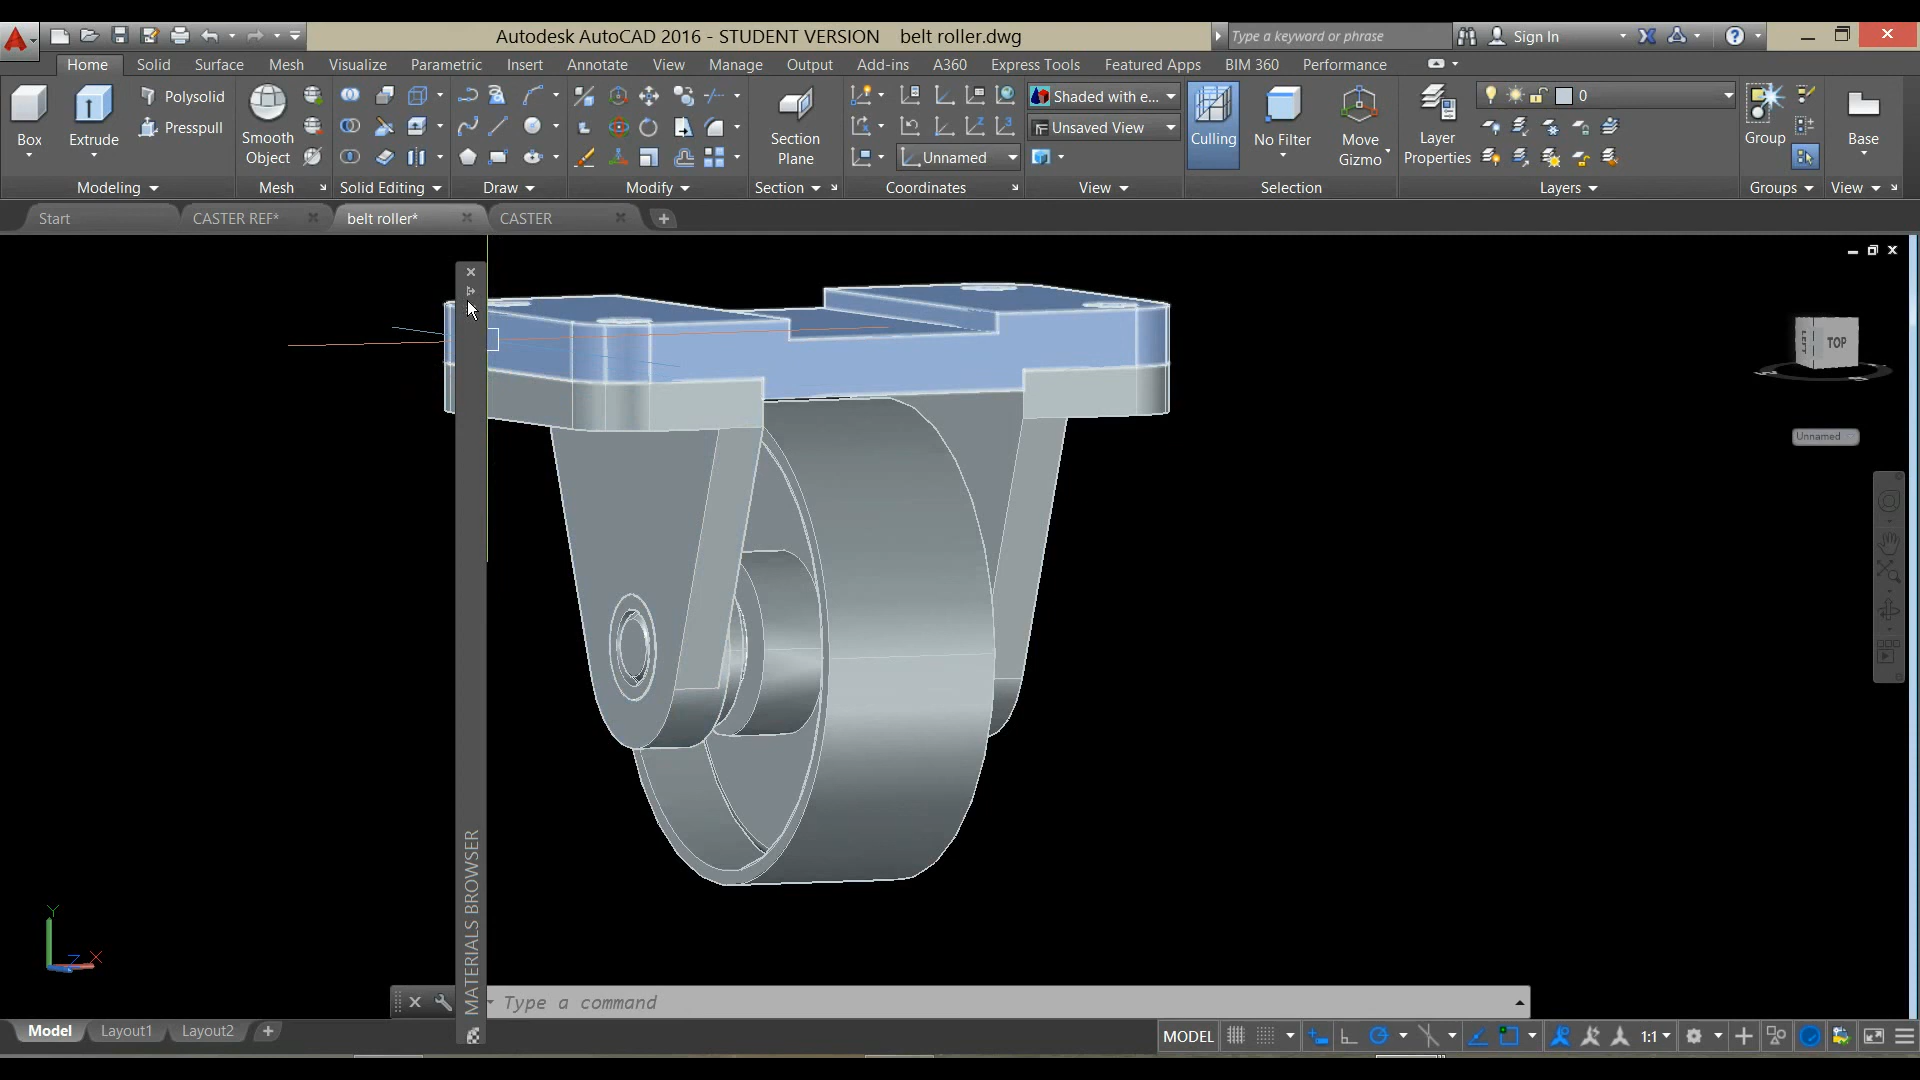 Autodesk AutoCAD 2016 - STUDENT VERSION belt roller.dwg
Type a keyword or phrase
Sign In
Home Solid Surface Mesh Visualize Parametric Insert Annotate View Manage Output Add-ins A360 Express Tools Featured Apps BIM 360 Performance
Box
Extrude
Polysolid
Presspull
Smooth
Object
Section
Plane
Shaded with e...
Unsaved View
Unnamed
Culling
No Filter
Move
Gizmo
Layer
Properties
0
Group
Base
Modeling Mesh Solid Editing Draw Modify Section Coordinates View Selection Layers Groups View
Start CASTER REF* belt roller* CASTER
LEFT
TOP
Unnamed
MATERIALS BROWSER
Y
Z
X
Type a command
Model Layout1 Layout2
MODEL
1:1